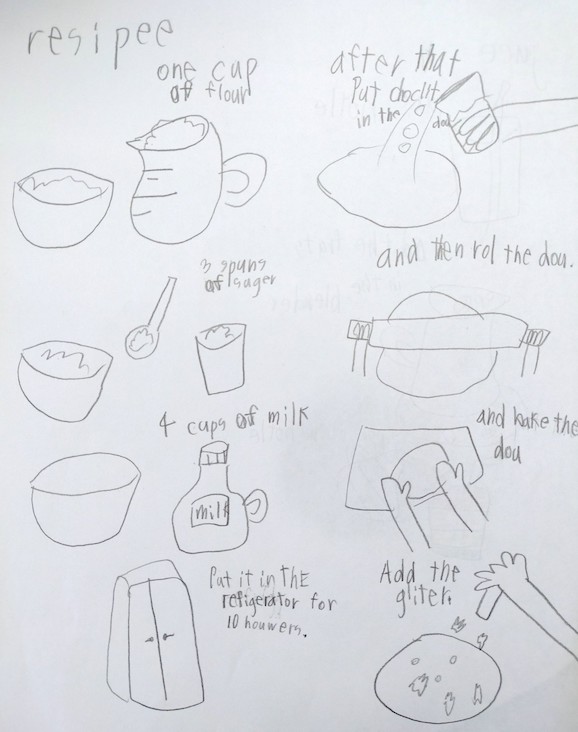 resipee
one cup
of flour
3 spuns
of sager
4 cups of milk
milk
Put it in thE
refigerator for
10 houwers.
after that
Put choclit
in the dou
and then rol the dou.
and bake the
dou
Add the
gliter.